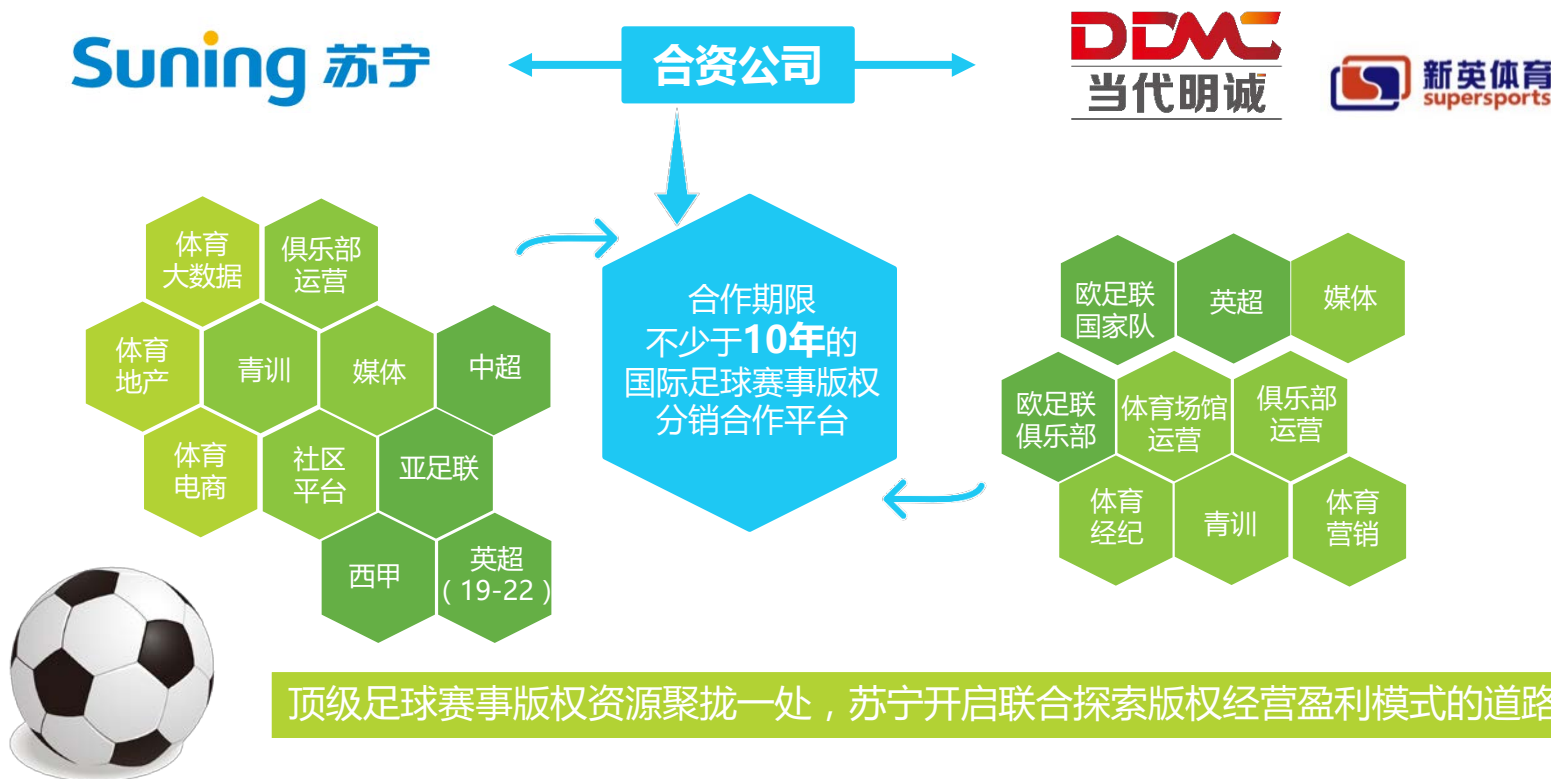 Suning 苏宁
合资公司
DDMC
当代明诚
新英体育
supersports
体育
大数据
俱乐部
运营
体育
地产
青训
媒体
中超
体育
电商
社区
平台
亚足联
西甲
英超
（19-22）
合作期限
不少于10年的
国际足球赛事版权
分销合作平台
欧足联
国家队
英超
媒体
欧足联
俱乐部
体育场馆
运营
俱乐部
运营
体育
经纪
青训
体育
营销
顶级足球赛事版权资源聚拢一处，苏宁开启联合探索版权经营盈利模式的道路